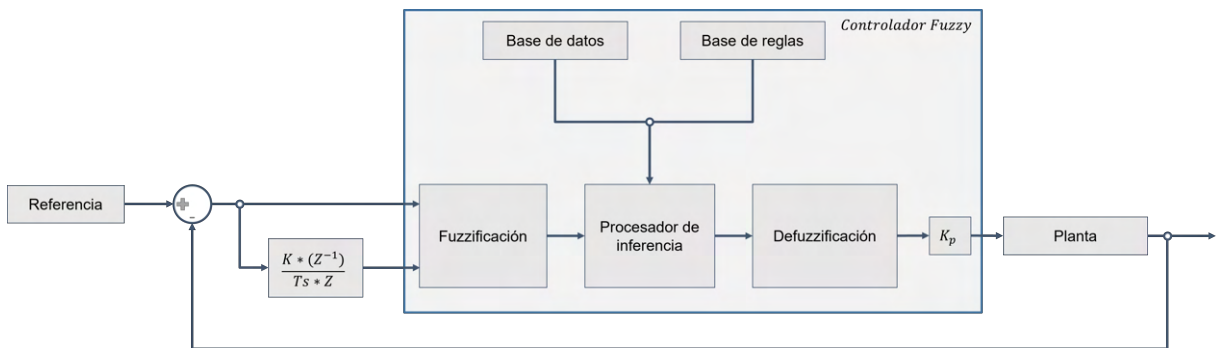 Controlador Fuzzy
Base de datos
Base de reglas
Referencia
+
-
Fuzzificación
Procesador de
inferencia
Defuzzificación
K_p
Planta
K ∗ (Z^{-1})
Ts ∗ Z